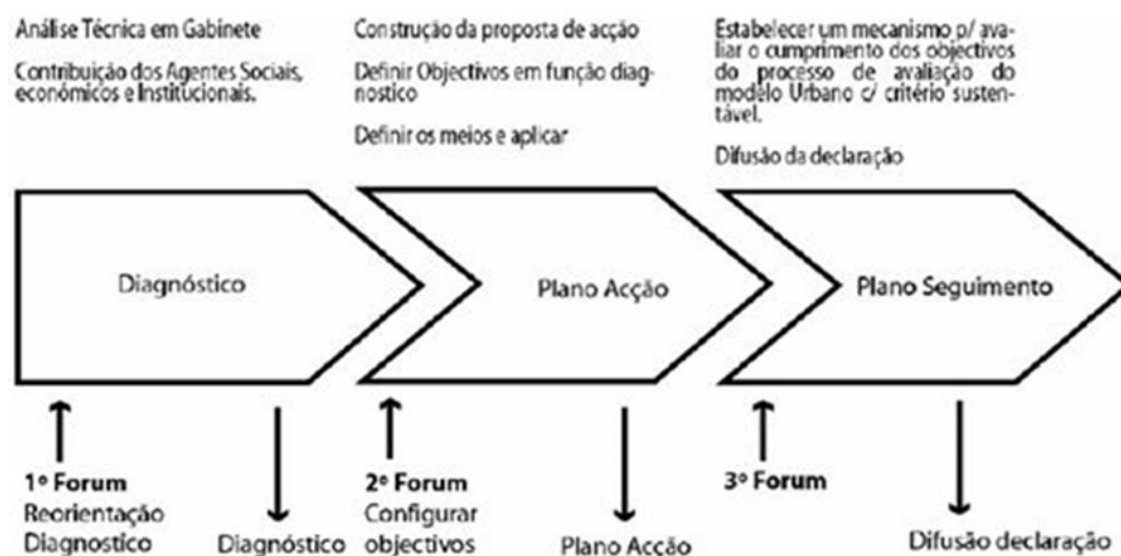 Análise Técnica em Gabinete
Contribuição dos Agentes Sociais,
económicos e Institucionais.
Construção da proposta de acção
Definir Objectivos em função diag-
nostico
Definir os meios e aplicar
Estabelecer um mecanismo p/ ava-
liar o cumprimento dos objectivos
do processo de avaliação do
modelo Urbano c/ critério susten-
tável.
Difusão da declaração
Diagnóstico
Plano Acção
Plano Seguimento
1º Forum
Reorientação
Diagnostico
Diagnóstico
2º Forum
Configurar
objectivos
Plano Acção
3º Forum
Difusão declaração